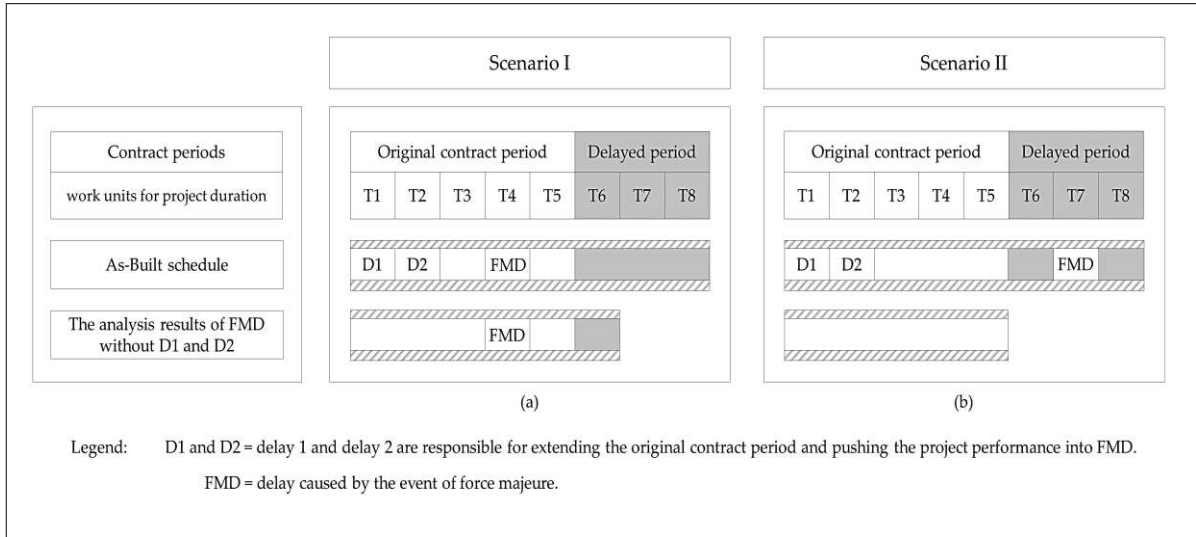 Scenario I
Scenario II
Contract periods
Original contract period
Delayed period
Original contract period
Delayed period
work units for project duration
T1 T2 T3 T4 T5 T6 T7 T8
T1 T2 T3 T4 T5 T6 T7 T8
As-Built schedule
D1 D2 FMD
D1 D2 FMD
The analysis results of FMD
without D1 and D2
FMD
(a)
(b)
Legend: D1 and D2 = delay 1 and delay 2 are responsible for extending the original contract period and pushing the project performance into FMD.
FMD = delay caused by the event of force majeure.